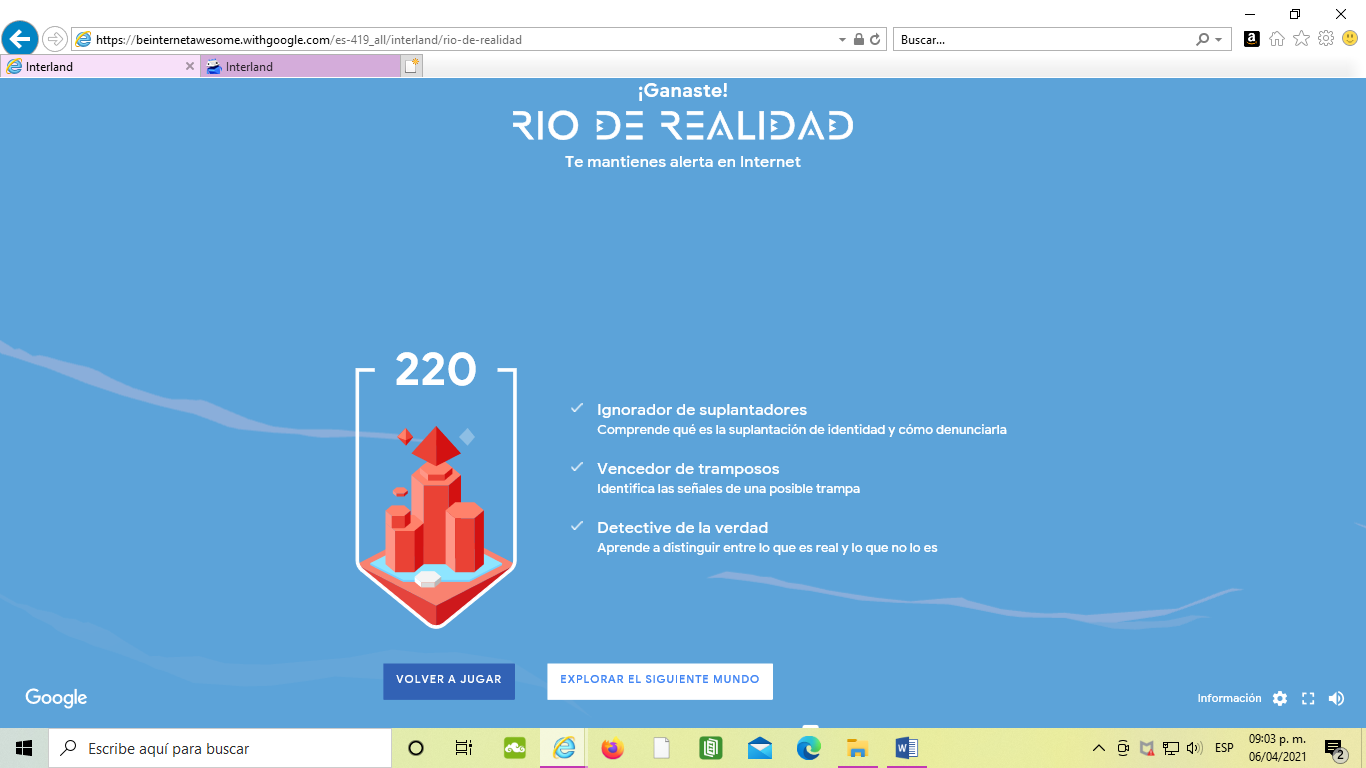 https://beinternetawesome.withgoogle.com/es-419_all/interland/rio-de-realidad
Buscar...
Interland
Interland
¡Ganaste!
RIO DE REALIDAD
Te mantienes alerta en Internet
220
Ignorador de suplantadores
Comprende qué es la suplantación de identidad y cómo denunciarla
Vencedor de tramposos
Identifica las señales de una posible trampa
Detective de la verdad
Aprende a distinguir entre lo que es real y lo que no lo es
VOLVER A JUGAR
EXPLORAR EL SIGUIENTE MUNDO
Google
Información
Escribe aquí para buscar
ESP
09:03 p. m.
06/04/2021
2